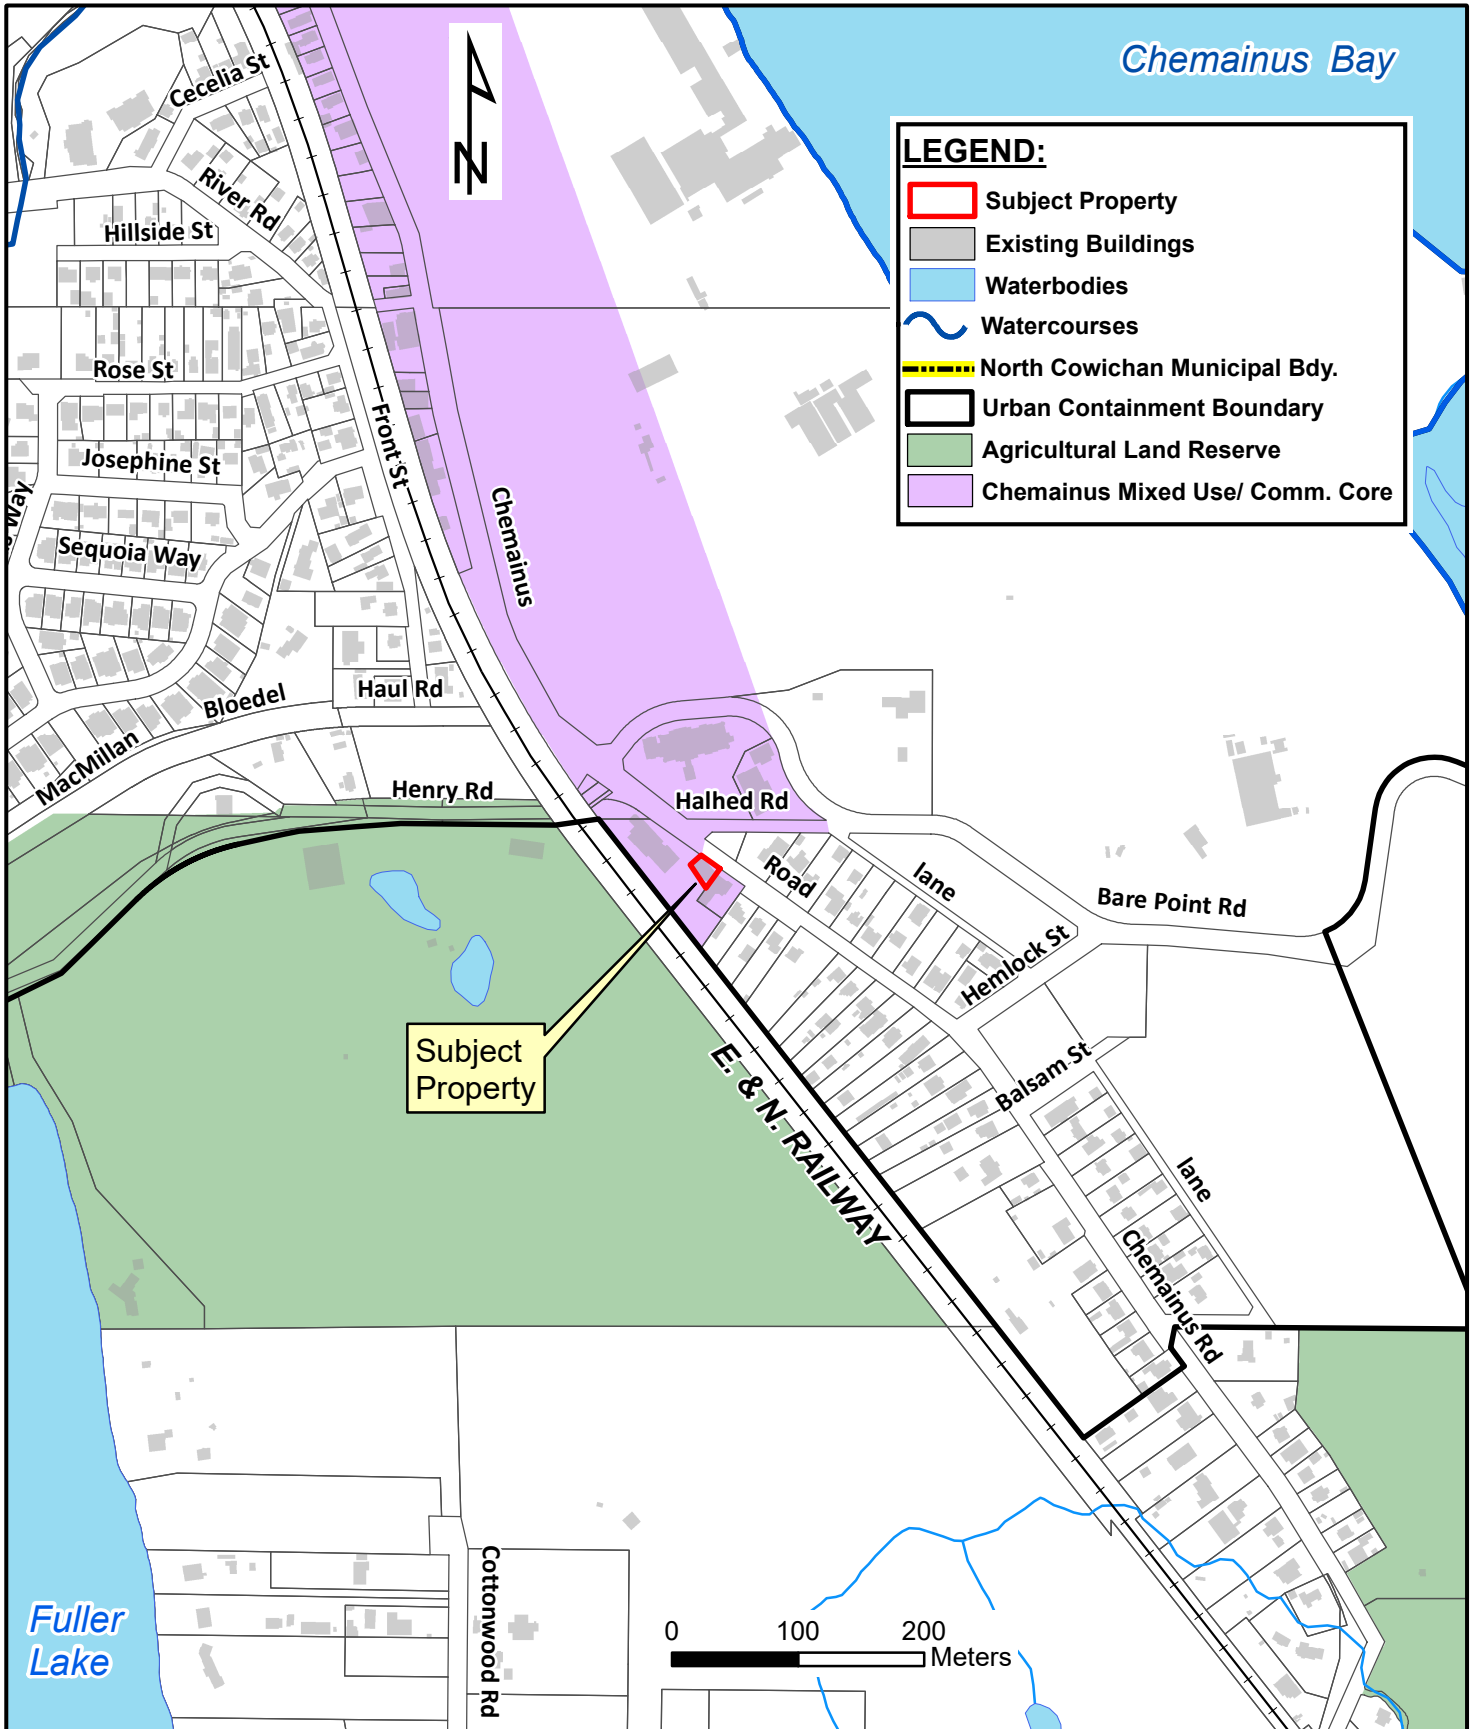 Chemainus Bay
Cecelia St
N
LEGEND:
Subject Property
Existing Buildings
Waterbodies
Watercourses
North Cowichan Municipal Bdy.
Urban Containment Boundary
Agricultural Land Reserve
Chemainus Mixed Use/ Comm. Core
River Rd
Hillside St
Rose St
Front St
Josephine St
Way
Sequoia Way
Chemainus
Haul Rd
Bloedel
MacMillan
Henry Rd
Halhed Rd
Road
lane
Bare Point Rd
Hemlock St
Subject
Property
E. & N. RAILWAY
Balsam St
lane
Chemainus Rd
Cottonwood Rd
Fuller
Lake
0 100 200
Meters